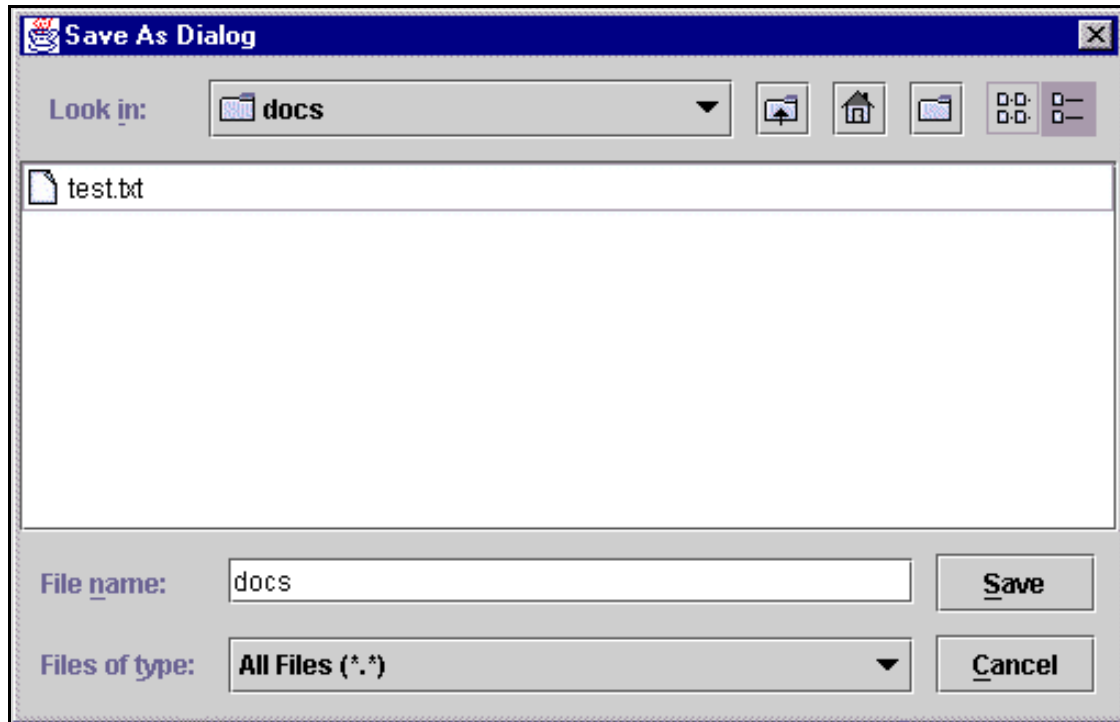 Save As Dialog
Look in: docs
test.txt
File name: docs Save
Files of type: All Files (*.*) Cancel